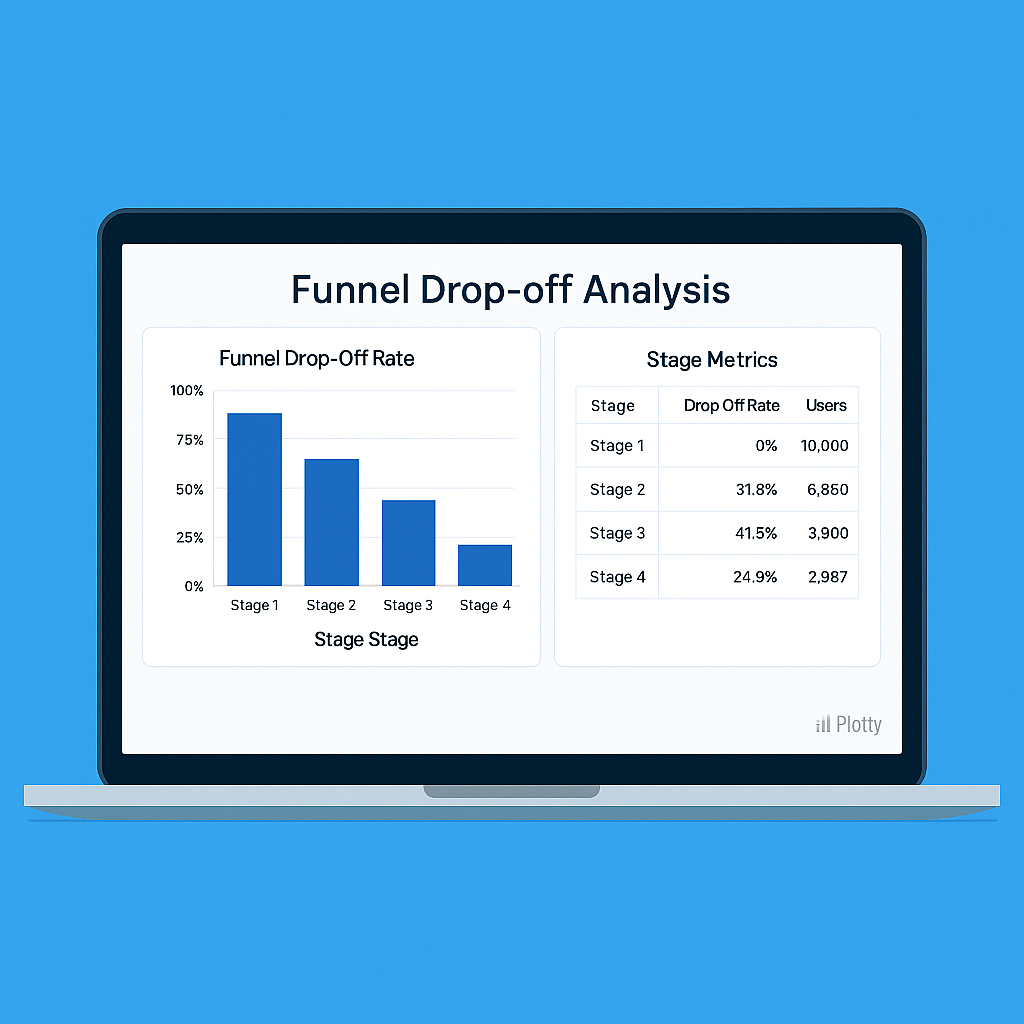 Funnel Drop-off Analysis
Funnel Drop-Off Rate
100%
75%
50%
25%
0%
Stage 1 Stage 2 Stage 3 Stage 4
Stage Stage
Stage Metrics
Stage Drop Off Rate Users
Stage 1 0% 10,000
Stage 2 31.8% 6,850
Stage 3 41.5% 3,900
Stage 4 24.9% 2,987
Plotty